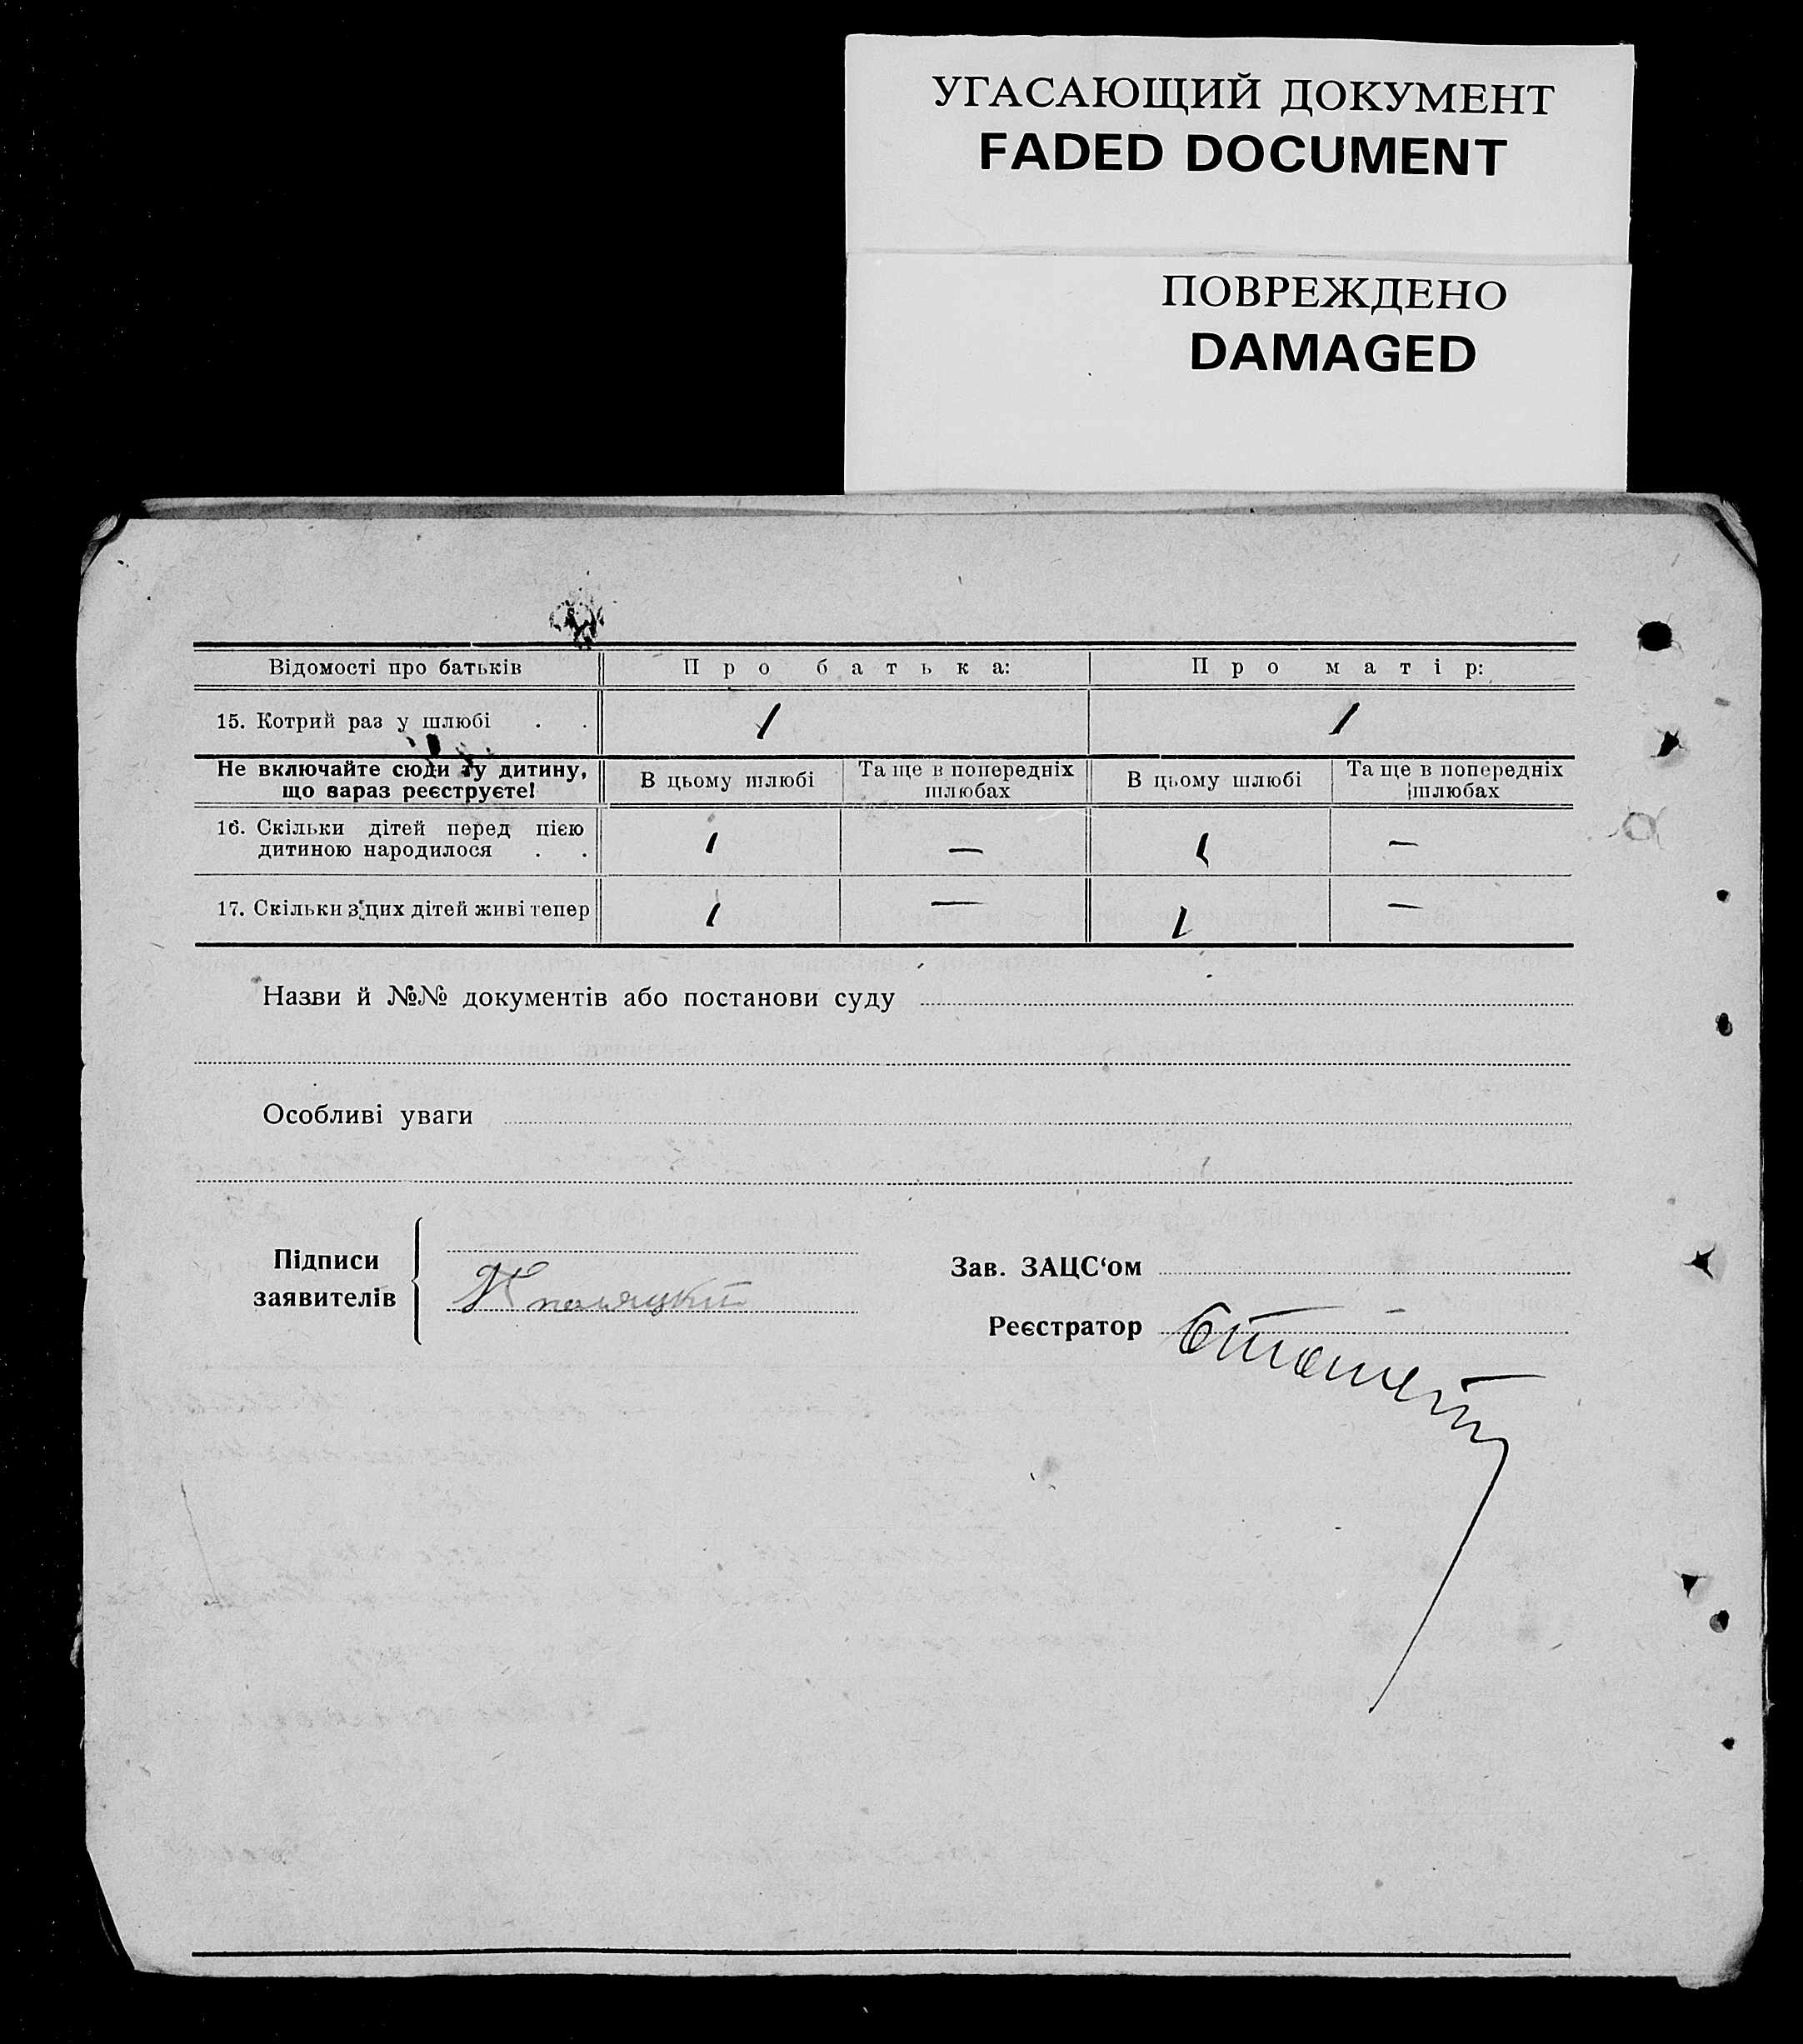 УГАСАЮЩИЙ ДОКУМЕНТ
FADED DOCUMENT
ПОВРЕЖДЕНО
DAMAGED
Відомості про батьків Про батька: Про матір:
15. Котрий раз у шлюбі . . 1 1
Не включайте сюди ту дитину, що зараз реєструєте! В цьому шлюбі Та ще в попередніх шлюбах В цьому шлюбі Та ще в попередніх шлюбах
16. Скільки дітей перед цією
дитиною народилося . . 1 — 1 —
17. Скільки з цих дітей живі тепер 1 — 1 —
Назви й №№ документів або постанови суду
Особливі уваги
Підписи
заявителів
Зав. ЗАЦС'ом
Реєстратор